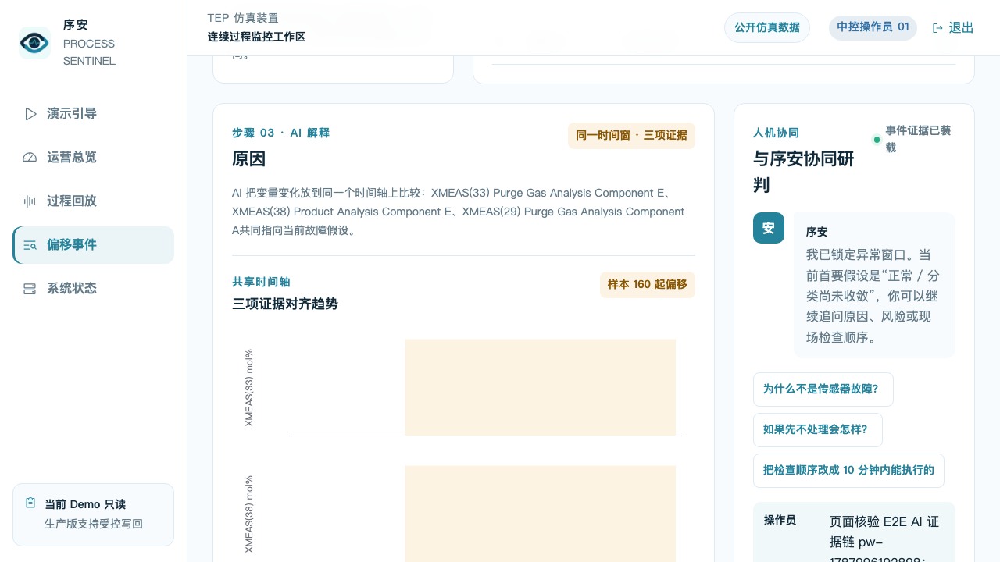 序安
PROCESS
SENTINEL
演示引导
运营总览
过程回放
偏移事件
系统状态
当前 Demo 只读
生产版支持受控写回
TEP 仿真装置
连续过程监控工作区
公开仿真数据
中控操作员 01
退出
步骤 03 · AI 解释
同一时间窗 · 三项证据
原因
AI 把变量变化放到同一个时间轴上比较：XMEAS(33) Purge Gas Analysis Component E、
XMEAS(38) Product Analysis Component E、XMEAS(29) Purge Gas Analysis Component
A共同指向当前故障假设。
共享时间轴
样本 160 起偏移
三项证据对齐趋势
XMEAS(33) mol%
XMEAS(38) mol%
人机协同
事件证据已装
载
与序安协同研
判
安
序安
我已锁定异常窗口。当
前首要假设是“正常 / 分
类尚未收敛”，你可以继
续追问原因、风险或现
场检查顺序。
为什么不是传感器故障？
如果先不处理会怎样？
把检查顺序改成 10 分钟内能执行的
操作员
页面核验 E2E AI 证
据链 pw-